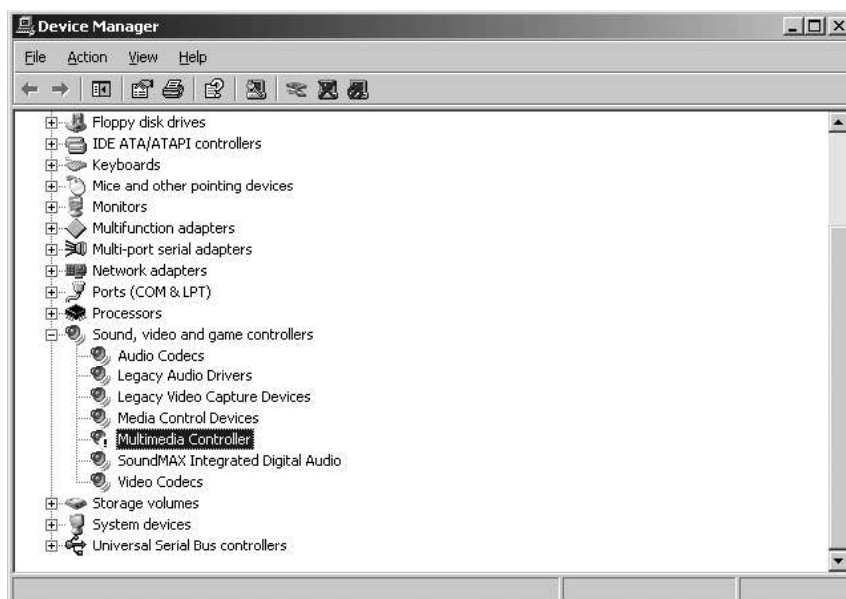 Device Manager
File Action View Help
Floppy disk drives
IDE ATA/ATAPI controllers
Keyboards
Mice and other pointing devices
Monitors
Multifunction adapters
Multi-port serial adapters
Network adapters
Ports (COM & LPT)
Processors
Sound, video and game controllers
Audio Codecs
Legacy Audio Drivers
Legacy Video Capture Devices
Media Control Devices
Multimedia Controller
SoundMAX Integrated Digital Audio
Video Codecs
Storage volumes
System devices
Universal Serial Bus controllers